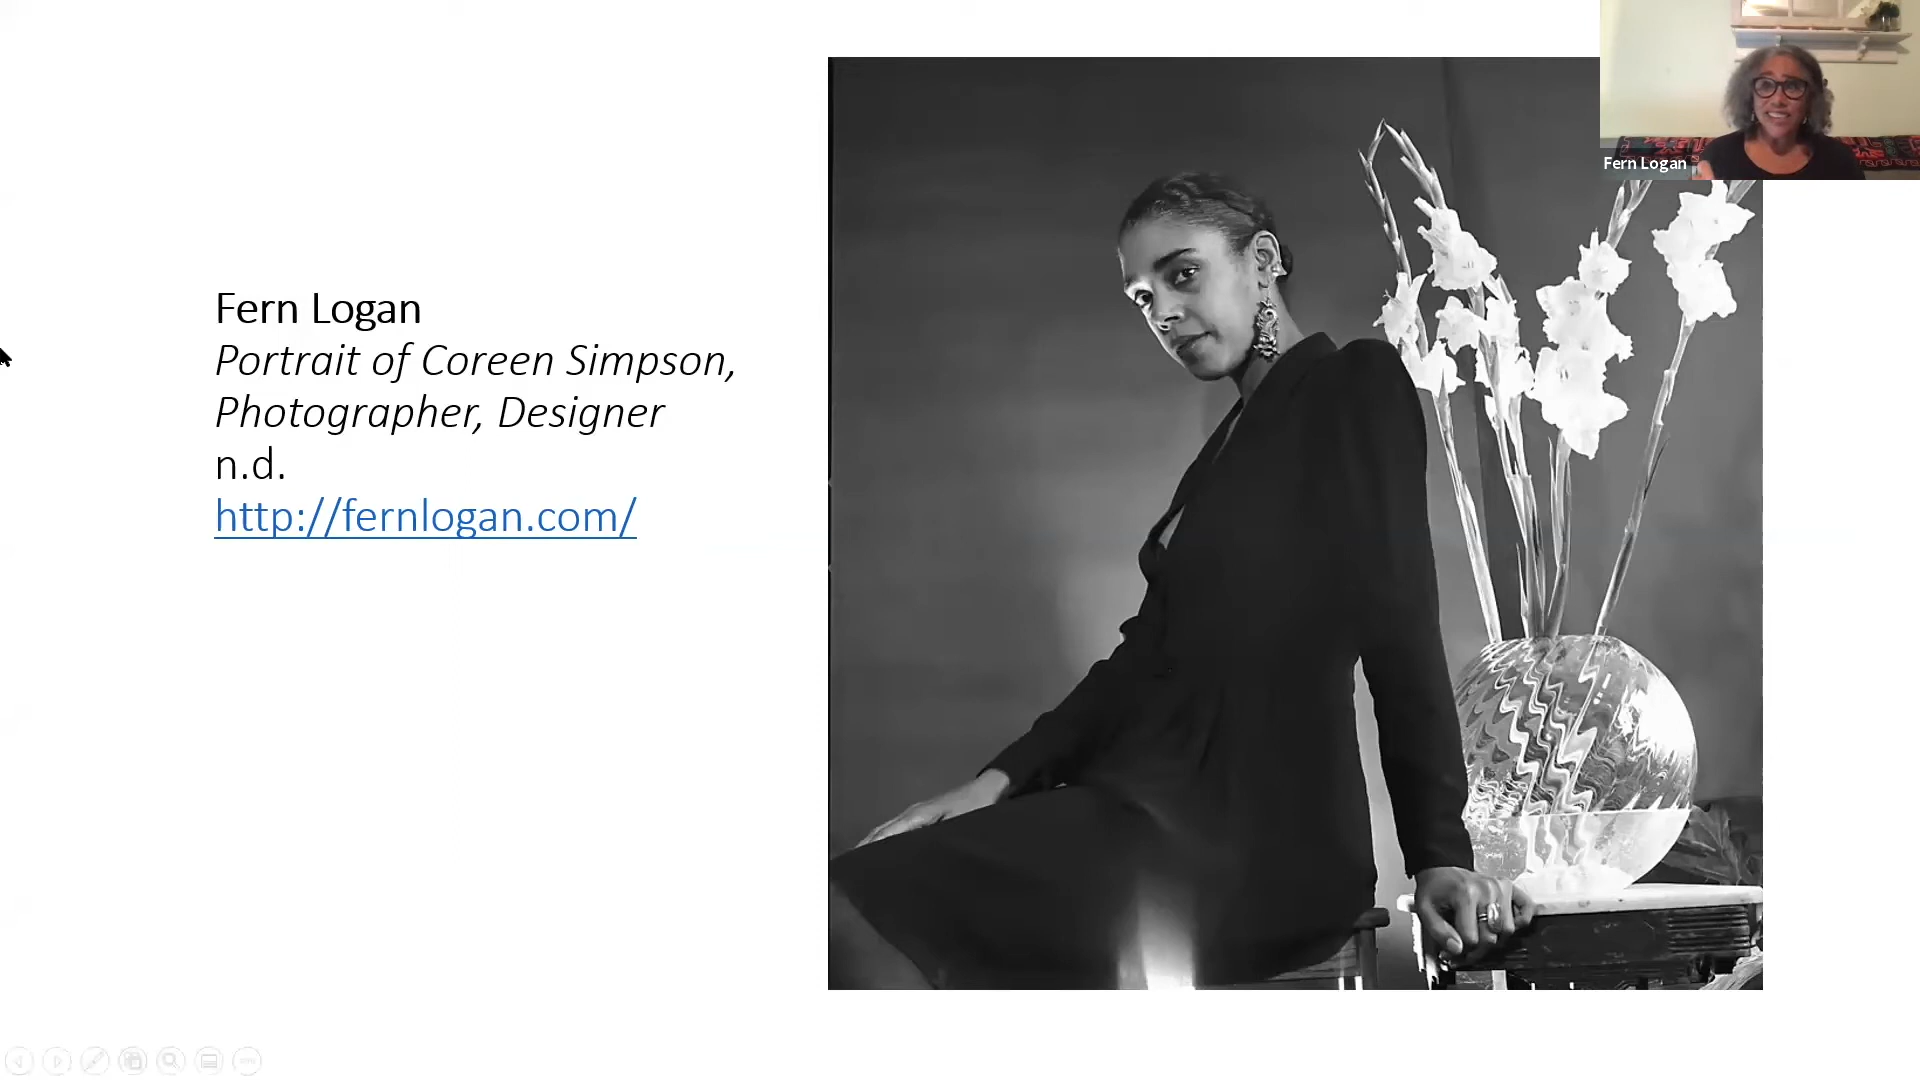 Fern Logan
Portrait of Coreen Simpson,
Photographer, Designer
n.d.
http://fernlogan.com/
Fern Logan